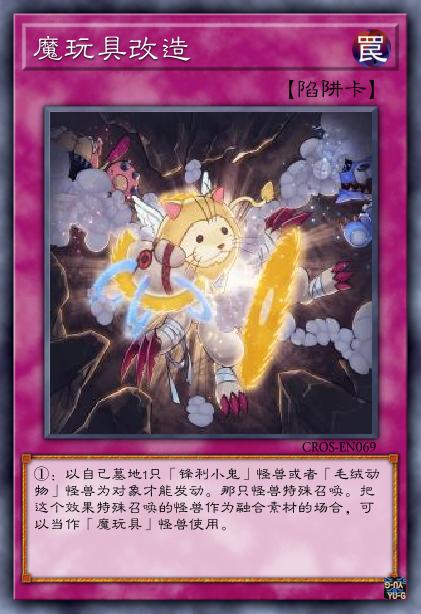 魔玩具改造
罠
【陷阱卡】
CROS-EN069
①：以自己墓地1只「锋利小鬼」怪兽或者「毛绒动
物」怪兽为对象才能发动。那只怪兽特殊召唤。把
这个效果特殊召唤的怪兽作为融合素材的场合，可
以当作「魔玩具」怪兽使用。
YU-G